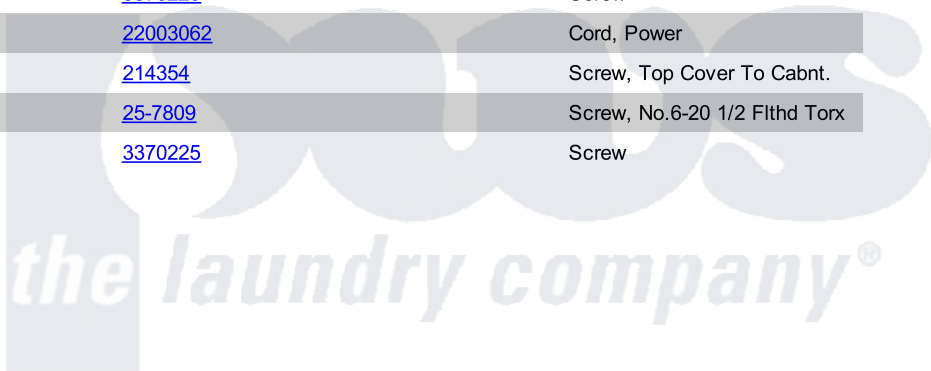 22003062 Cord, Power
214354 Screw, Top Cover To Cabnt.
25-7809 Screw, No.6-20 1/2 Flthd Torx
3370225 Screw
pws
the laundry company®